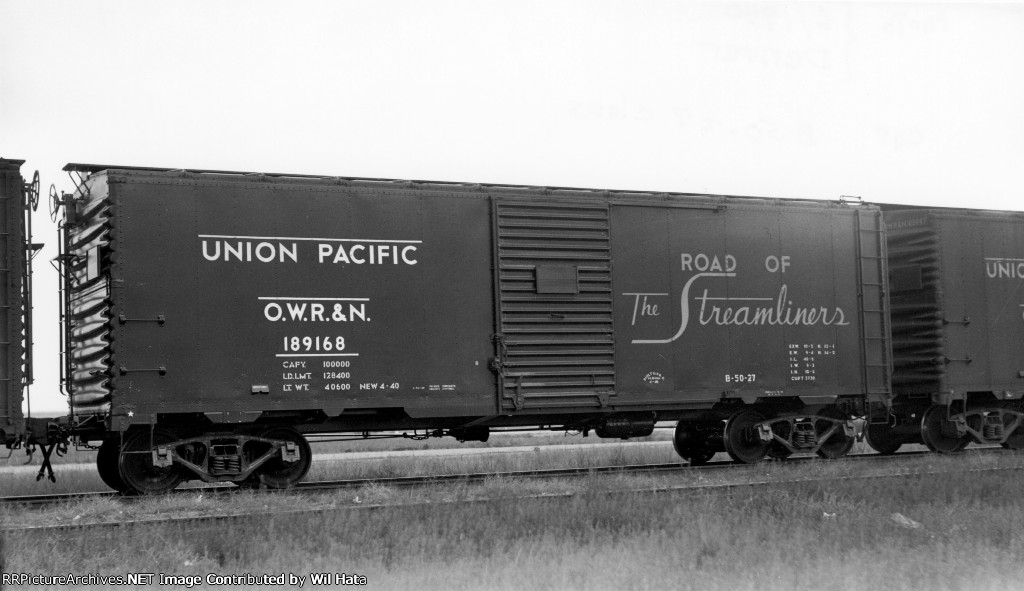 UNION PACIFIC
O.W.R.&N.
189168
CAPY. 100000
LD.LMT. 128400
LT WT. 40600 NEW 4-40
ROAD OF
The Streamliners
B-50-27
UNIO
RRPictureArchives.NET Image Contributed by Wil Hata